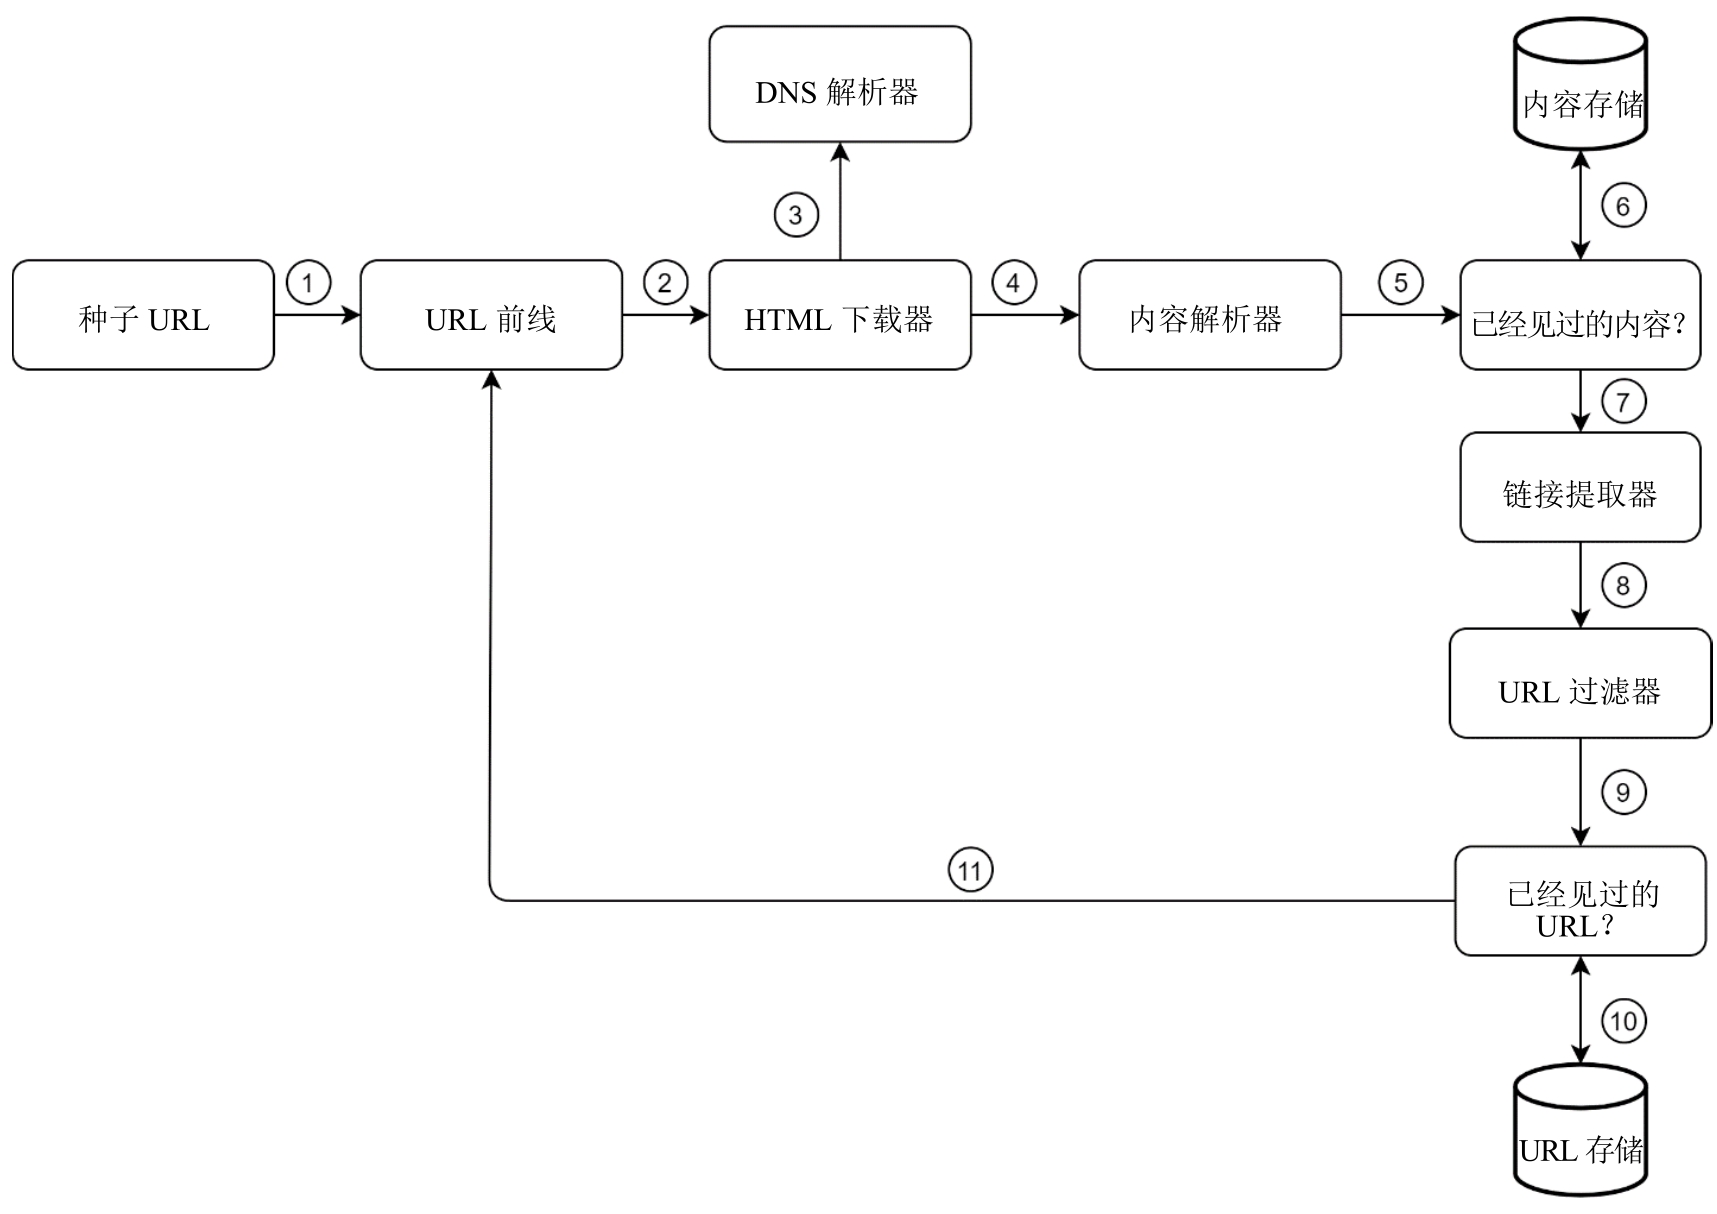 DNS 解析器
内容存储
3
6
1
2
4
5
种子 URL
URL 前线
HTML 下载器
内容解析器
已经见过的内容?
7
链接提取器
8
URL 过滤器
9
11
已经见过的
URL?
10
URL 存储